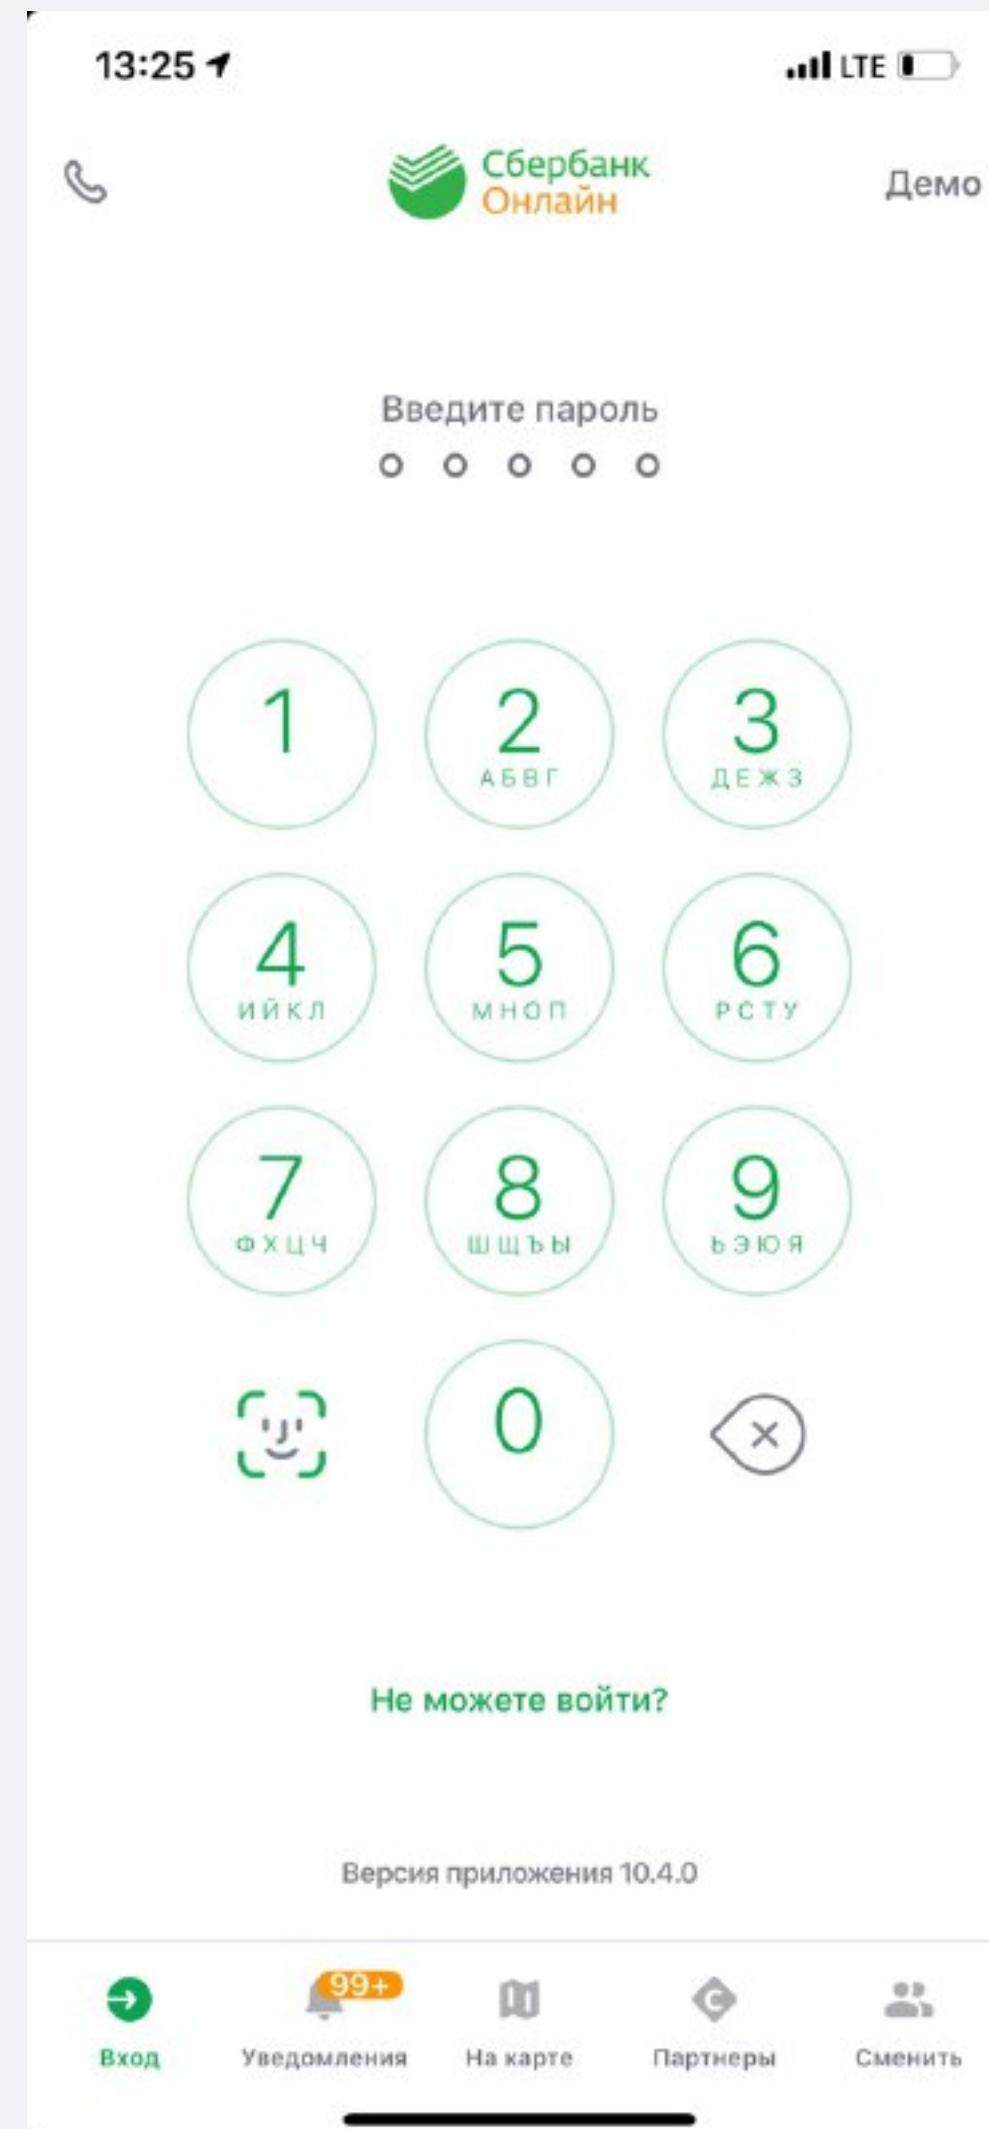 13:25 LTE
Сбербанк
Онлайн
Демо
Введите пароль
1 2 3
АБВГ ДЕЖЗ
4 5 6
ИЙКЛ МНОП РСТУ
7 8 9
ФХЦЧ ШЩЪЫ ЬЭЮЯ
0
Не можете войти?
Версия приложения 10.4.0
99+
Вход Уведомления На карте Партнеры Сменить